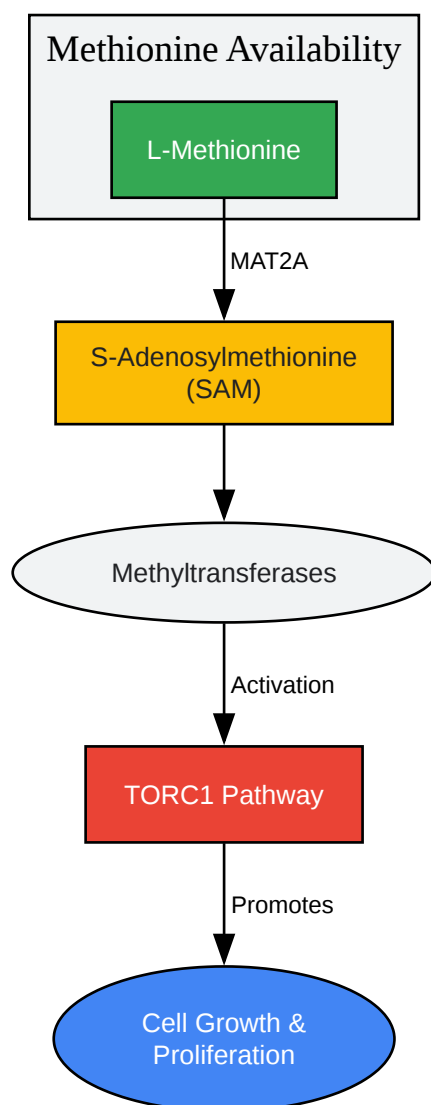 Methionine Availability
L-Methionine
MAT2A
S-Adenosylmethionine
(SAM)
Methyltransferases
Activation
TORC1 Pathway
Promotes
Cell Growth &
Proliferation